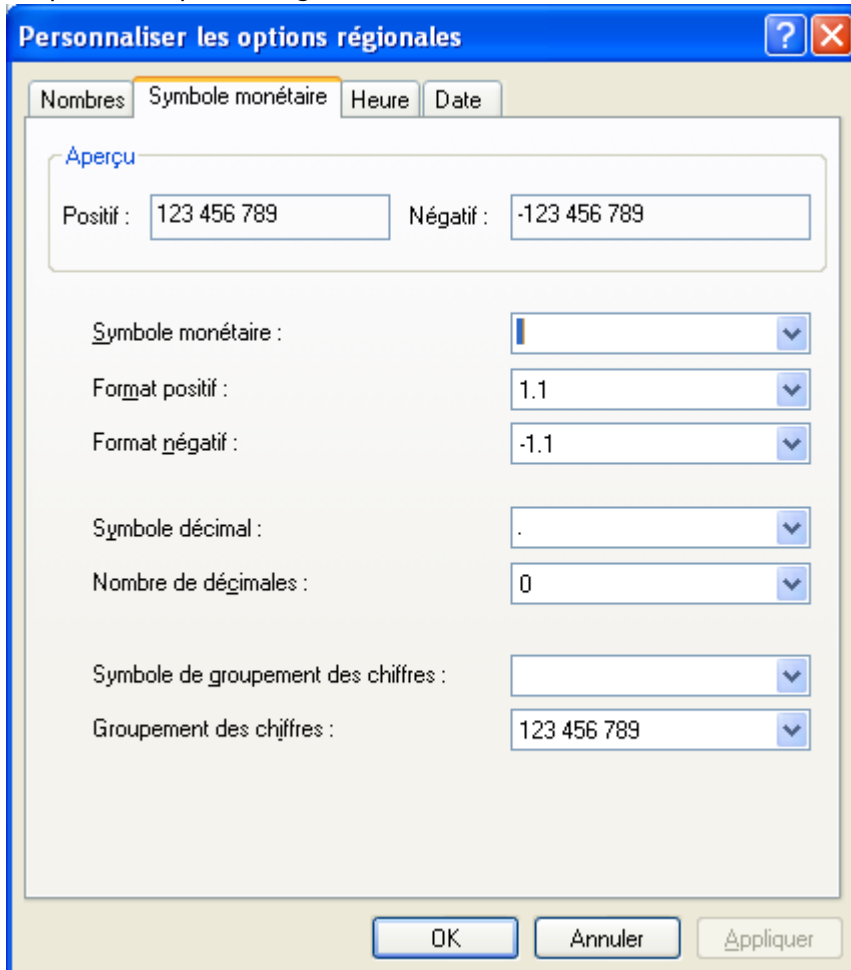 Personnaliser les options régionales
Nombres Symbole monétaire Heure Date
Aperçu
Positif : 123 456 789 Négatif : -123 456 789
Symbole monétaire :
Format positif : 1.1
Format négatif : -1.1
Symbole décimal : .
Nombre de décimales : 0
Symbole de groupement des chiffres :
Groupement des chiffres : 123 456 789
OK Annuler Appliquer